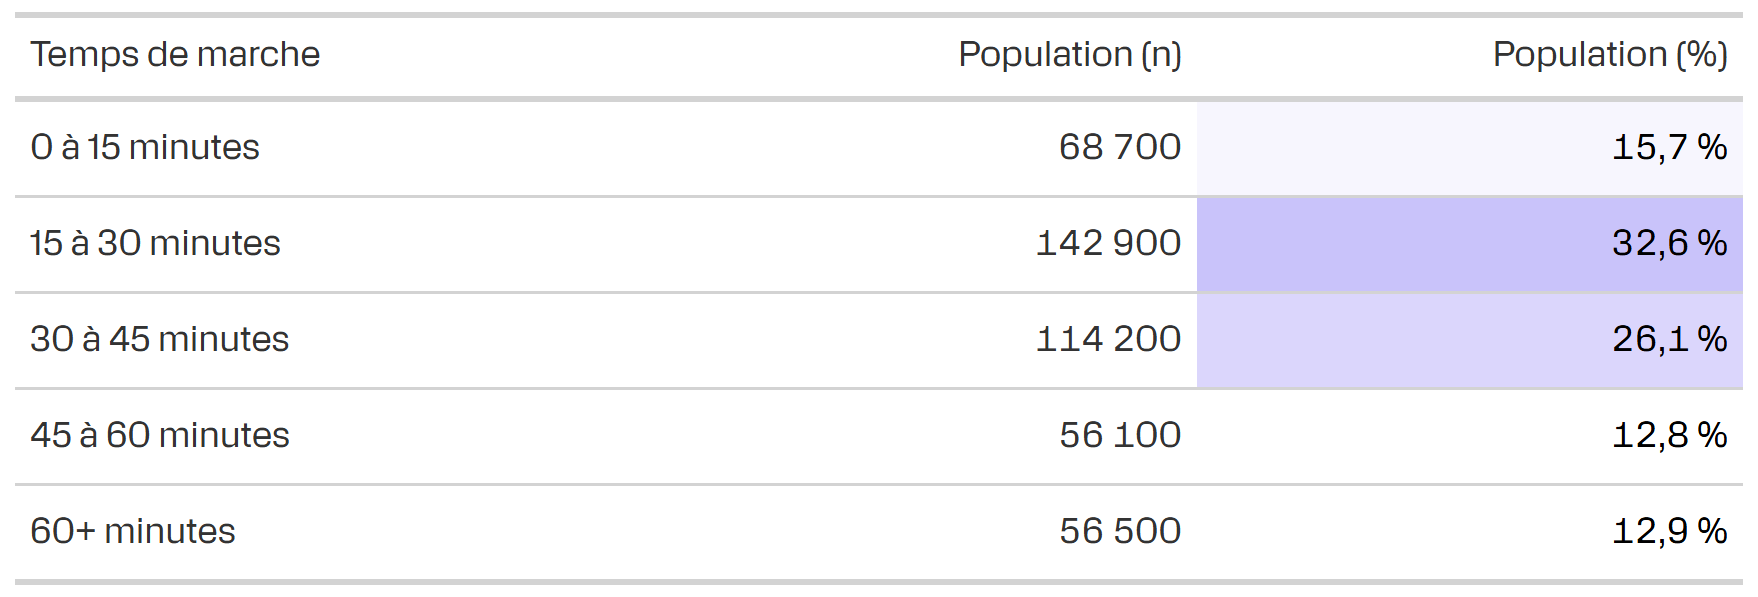 Temps de marche Population (n) Population (%)
0 à 15 minutes 68 700 15,7 %
15 à 30 minutes 142 900 32,6 %
30 à 45 minutes 114 200 26,1 %
45 à 60 minutes 56 100 12,8 %
60+ minutes 56 500 12,9 %